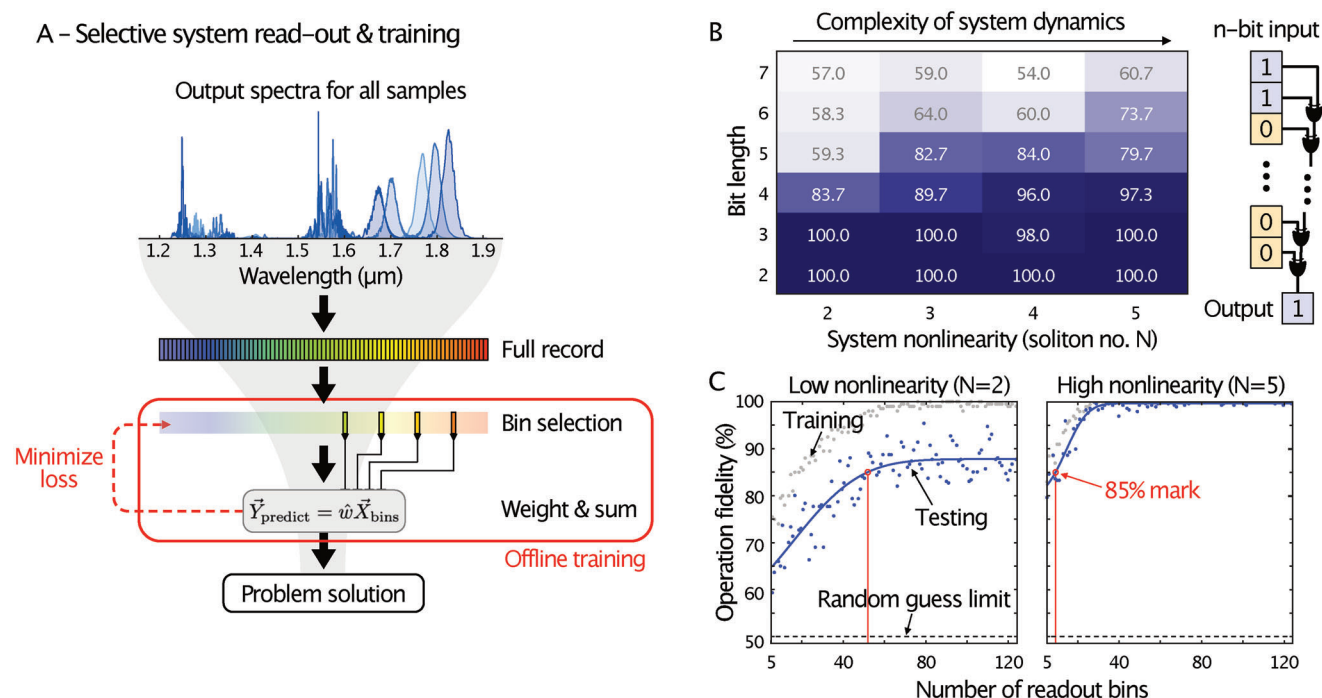 A – Selective system read–out & training
Output spectra for all samples
1.2 1.3 1.4 1.5 1.6 1.7 1.8 1.9
Wavelength (µm)
Full record
Bin selection
Minimize
loss
Weight & sum
\vec{Y}_{predict} = \hat{w}\vec{X}_{bins}
Offline training
Problem solution
B
Complexity of system dynamics
Bit length
7 57.0 59.0 54.0 60.7
6 58.3 64.0 60.0 73.7
5 59.3 82.7 84.0 79.7
4 83.7 89.7 96.0 97.3
3 100.0 100.0 98.0 100.0
2 100.0 100.0 100.0 100.0
2 3 4 5
System nonlinearity (soliton no. N)
n–bit input
1
1
0
0
0
Output 1
C
Low nonlinearity (N=2)
High nonlinearity (N=5)
Operation fidelity (%)
100
90
80
70
60
50
Training
Testing
Random guess limit
85% mark
5 40 80 120
5 40 80 120
Number of readout bins